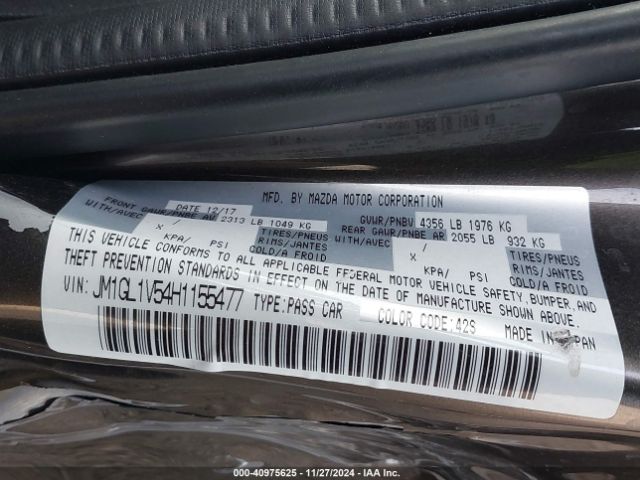 MFD. BY MAZDA MOTOR CORPORATION
DATE 12/17
GVWR/PNBV 4356 LB 1976 KG
FRONT GAWR/PNBE AV 2313 LB 1049 KG
REAR GAWR/PNBE AR 2055 LB 932 KG
WITH/AVEC TIRES/PNEUS WITH/AVEC TIRES/PNEUS
X RIMS/JANTES / RIMS/JANTES
KPA/ PSI COLD/A FROID X KPA/ PSI COLD/A FROID
THIS VEHICLE CONFORMS TO ALL APPLICABLE FEDERAL MOTOR VEHICLE SAFETY, BUMPER, AND
THEFT PREVENTION STANDARDS IN EFFECT ON THE DATE OF MANUFACTURE SHOWN ABOVE.
VIN: JM1GL1V54H1155477 TYPE: PASS CAR COLOR CODE: 42S MADE IN JAPAN
000-40975625 - 11/27/2024 - IAA Inc.